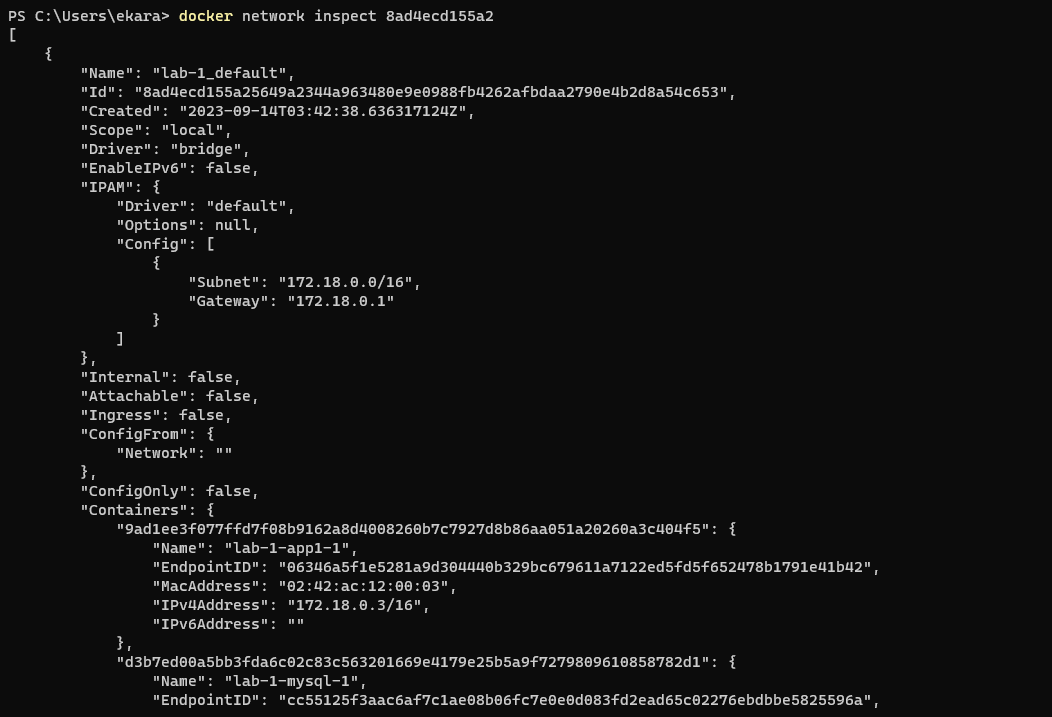 PS C:\Users\ekara> docker network inspect 8ad4ecd155a2
[
    {
        "Name": "lab-1_default",
        "Id": "8ad4ecd155a25649a2344a963480e9e0988fb4262afbdaa2790e4b2d8a54c653",
        "Created": "2023-09-14T03:42:38.636317124Z",
        "Scope": "local",
        "Driver": "bridge",
        "EnableIPv6": false,
        "IPAM": {
            "Driver": "default",
            "Options": null,
            "Config": [
                {
                    "Subnet": "172.18.0.0/16",
                    "Gateway": "172.18.0.1"
                }
            ]
        },
        "Internal": false,
        "Attachable": false,
        "Ingress": false,
        "ConfigFrom": {
            "Network": ""
        },
        "ConfigOnly": false,
        "Containers": {
            "9ad1ee3f077ffd7f08b9162a8d4008260b7c7927d8b86aa051a20260a3c404f5": {
                "Name": "lab-1-app1-1",
                "EndpointID": "06346a5f1e5281a9d304440b329bc679611a7122ed5fd5f652478b1791e41b42",
                "MacAddress": "02:42:ac:12:00:03",
                "IPv4Address": "172.18.0.3/16",
                "IPv6Address": ""
            },
            "d3b7ed00a5bb3fda6c02c83c563201669e4179e25b5a9f7279809610858782d1": {
                "Name": "lab-1-mysql-1",
                "EndpointID": "cc55125f3aac6af7c1ae08b06fc7e0e0d083fd2ead65c02276ebdbbe5825596a",